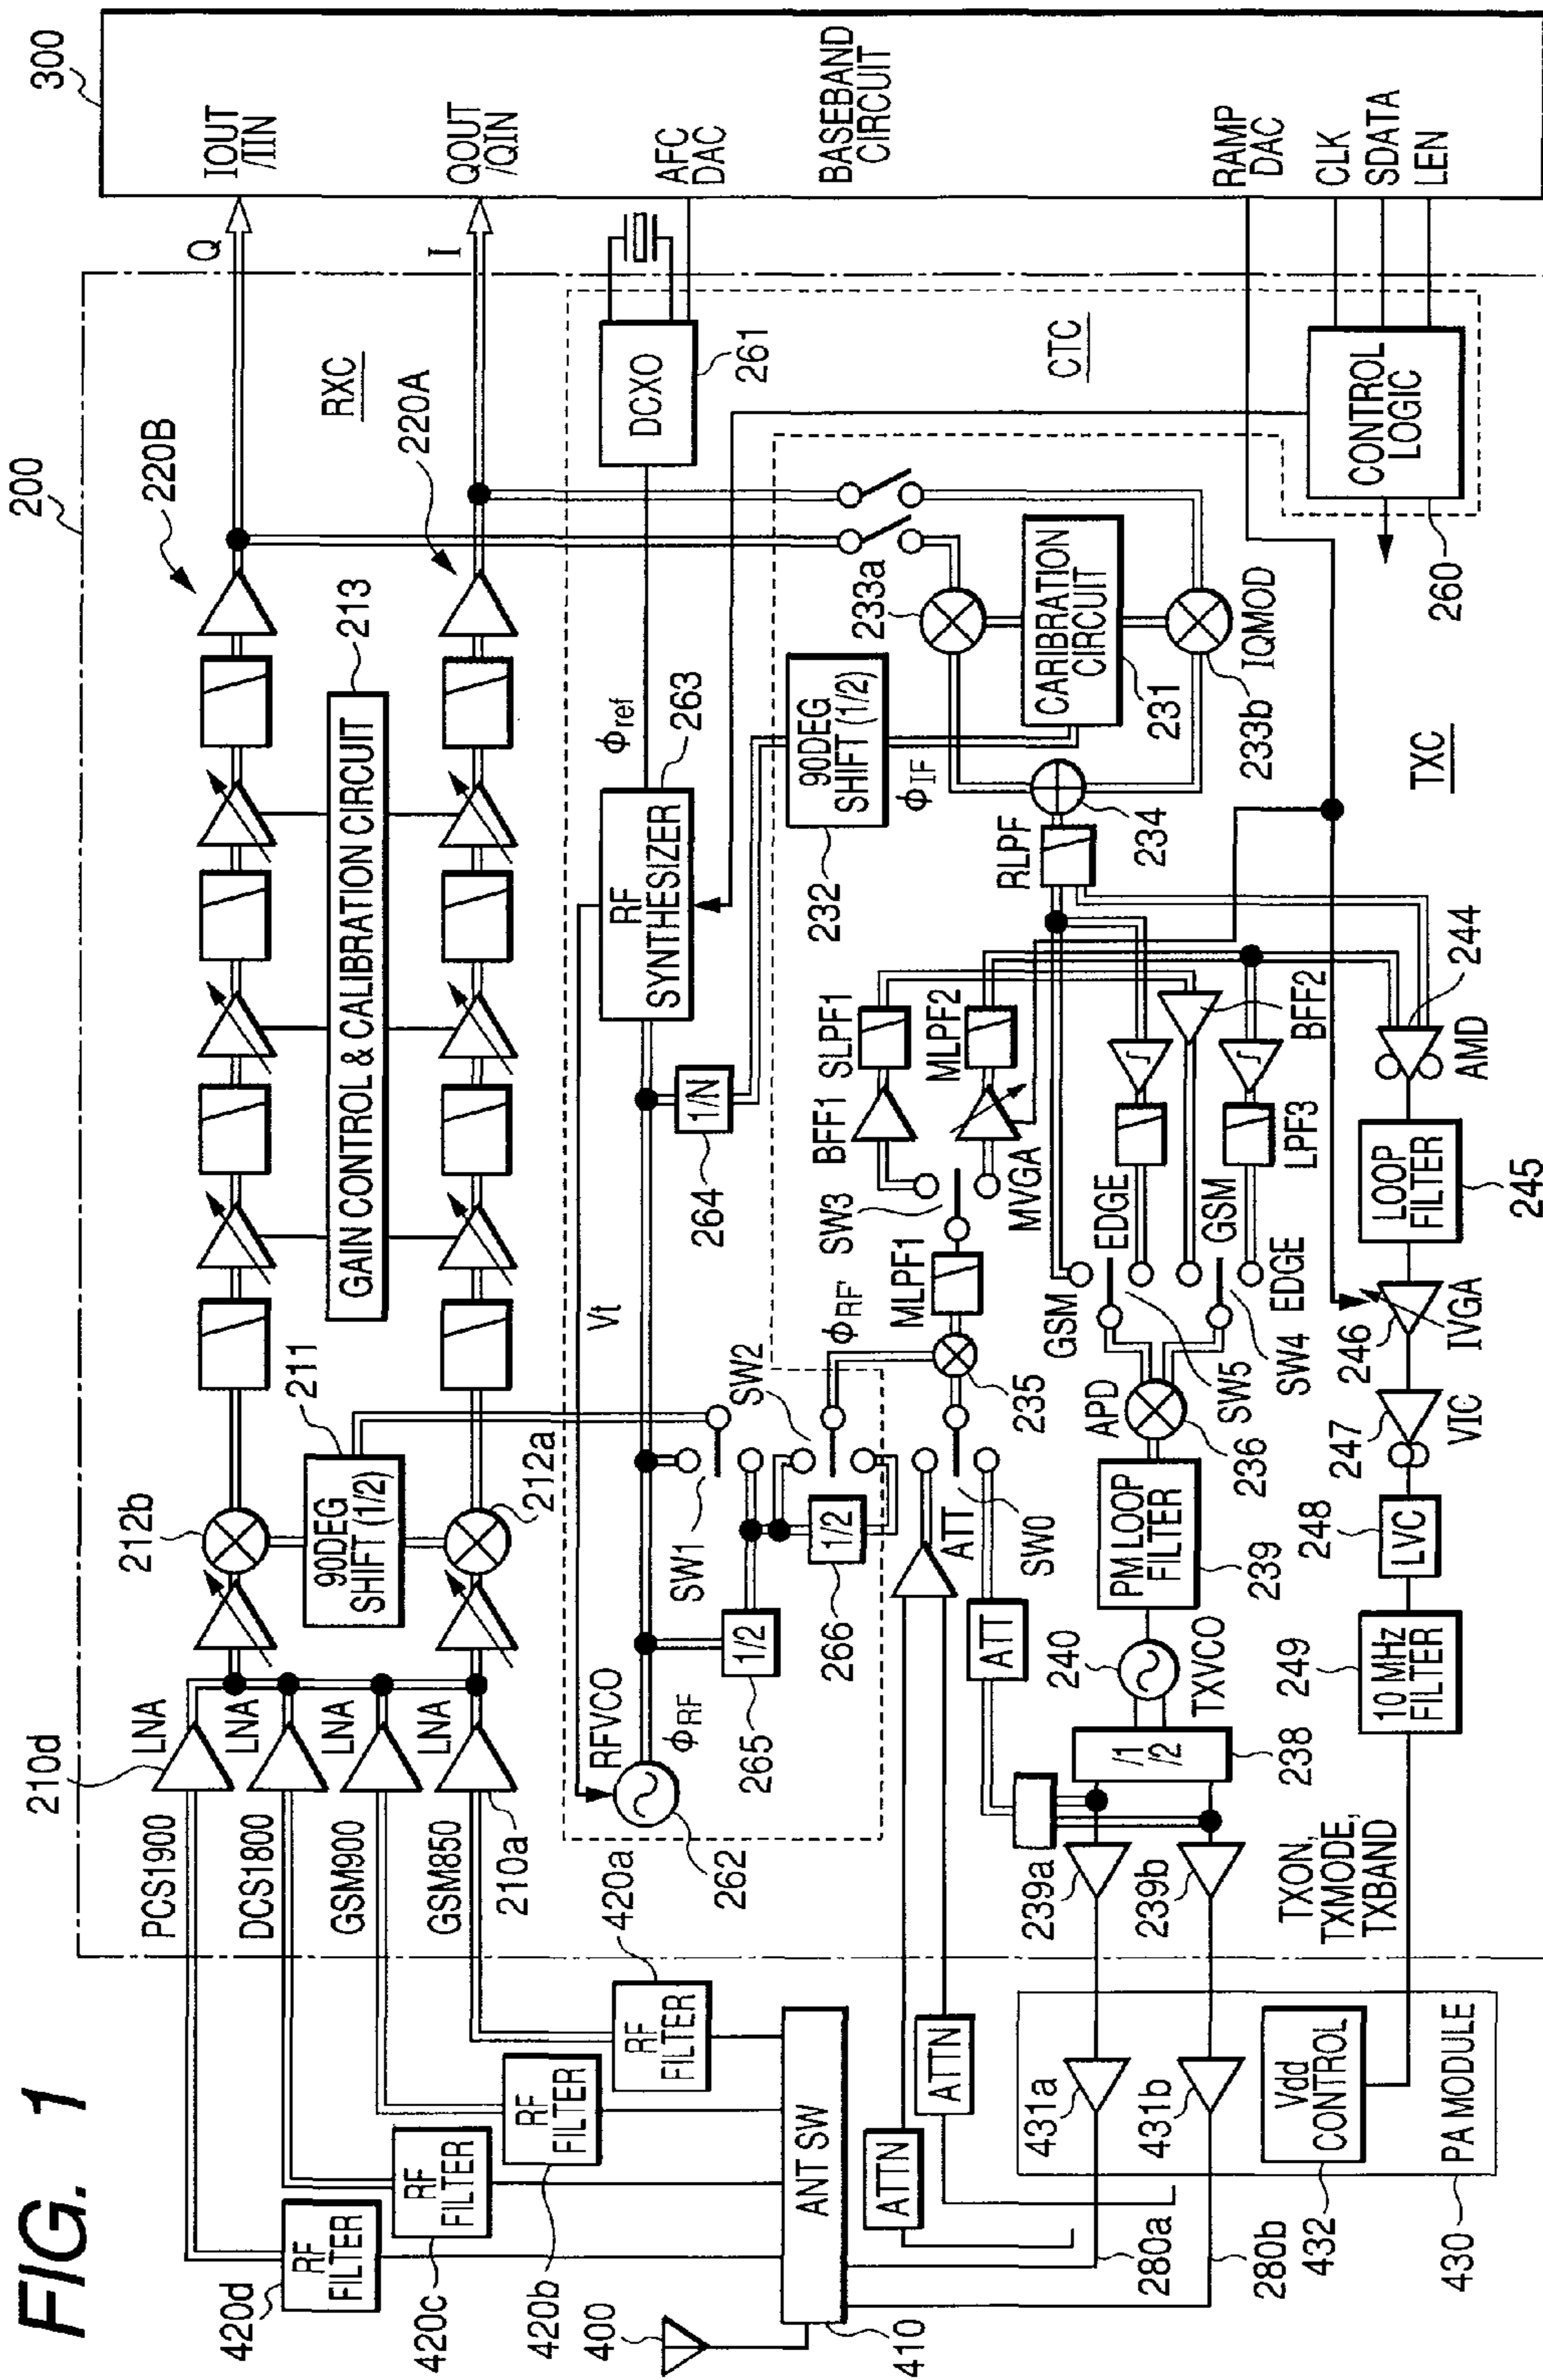 FIG. 1
200
300
220B
Q
IOUT
/IIN
210d
LNA
212b
211
RXC
PCS1900
LNA
90DEG
SHIFT (1/2)
GAIN CONTROL & CALIBRATION CIRCUIT
213
220A
I
QOUT
/QIN
DCS1800
LNA
GSM900
LNA
GSM850
210a
212a
420d
RF
FILTER
420c
RF
FILTER
420b
RF
FILTER
420a
RF
FILTER
RFVCO
Vt
RF
SYNTHESIZER
263
ϕref
DCXO
261
AFC
DAC
262
ϕRF
265
1/2
SW1
SW2
266
1/2
264
1/N
CTC
BASEBAND
CIRCUIT
400
410
ANT SW
ATTN
ATTN
ATT
SW0
ATT
235
ϕRF'
MLPF1
SW3
BFF1
SLPF1
MVGA
MLPF2
232
90DEG
SHIFT (1/2)
ϕIF
233a
CARIBRATION
CIRCUIT
231
233b
IQMOD
234
RLPF
280a
280b
431a
431b
239a
239b
238
/1
/2
240
TXVCO
PM LOOP
FILTER
239
APD
236
GSM
EDGE
SW5
GSM
SW4
EDGE
LPF3
BFF2
TXC
RAMP
DAC
CLK
SDATA
LEN
CONTROL
LOGIC
260
430
432
Vdd
CONTROL
PA MODULE
TXON,
TXMODE,
TXBAND
249
10 MHz
FILTER
248
LVC
247
VIC
246
IVGA
LOOP
FILTER
245
AMD
244